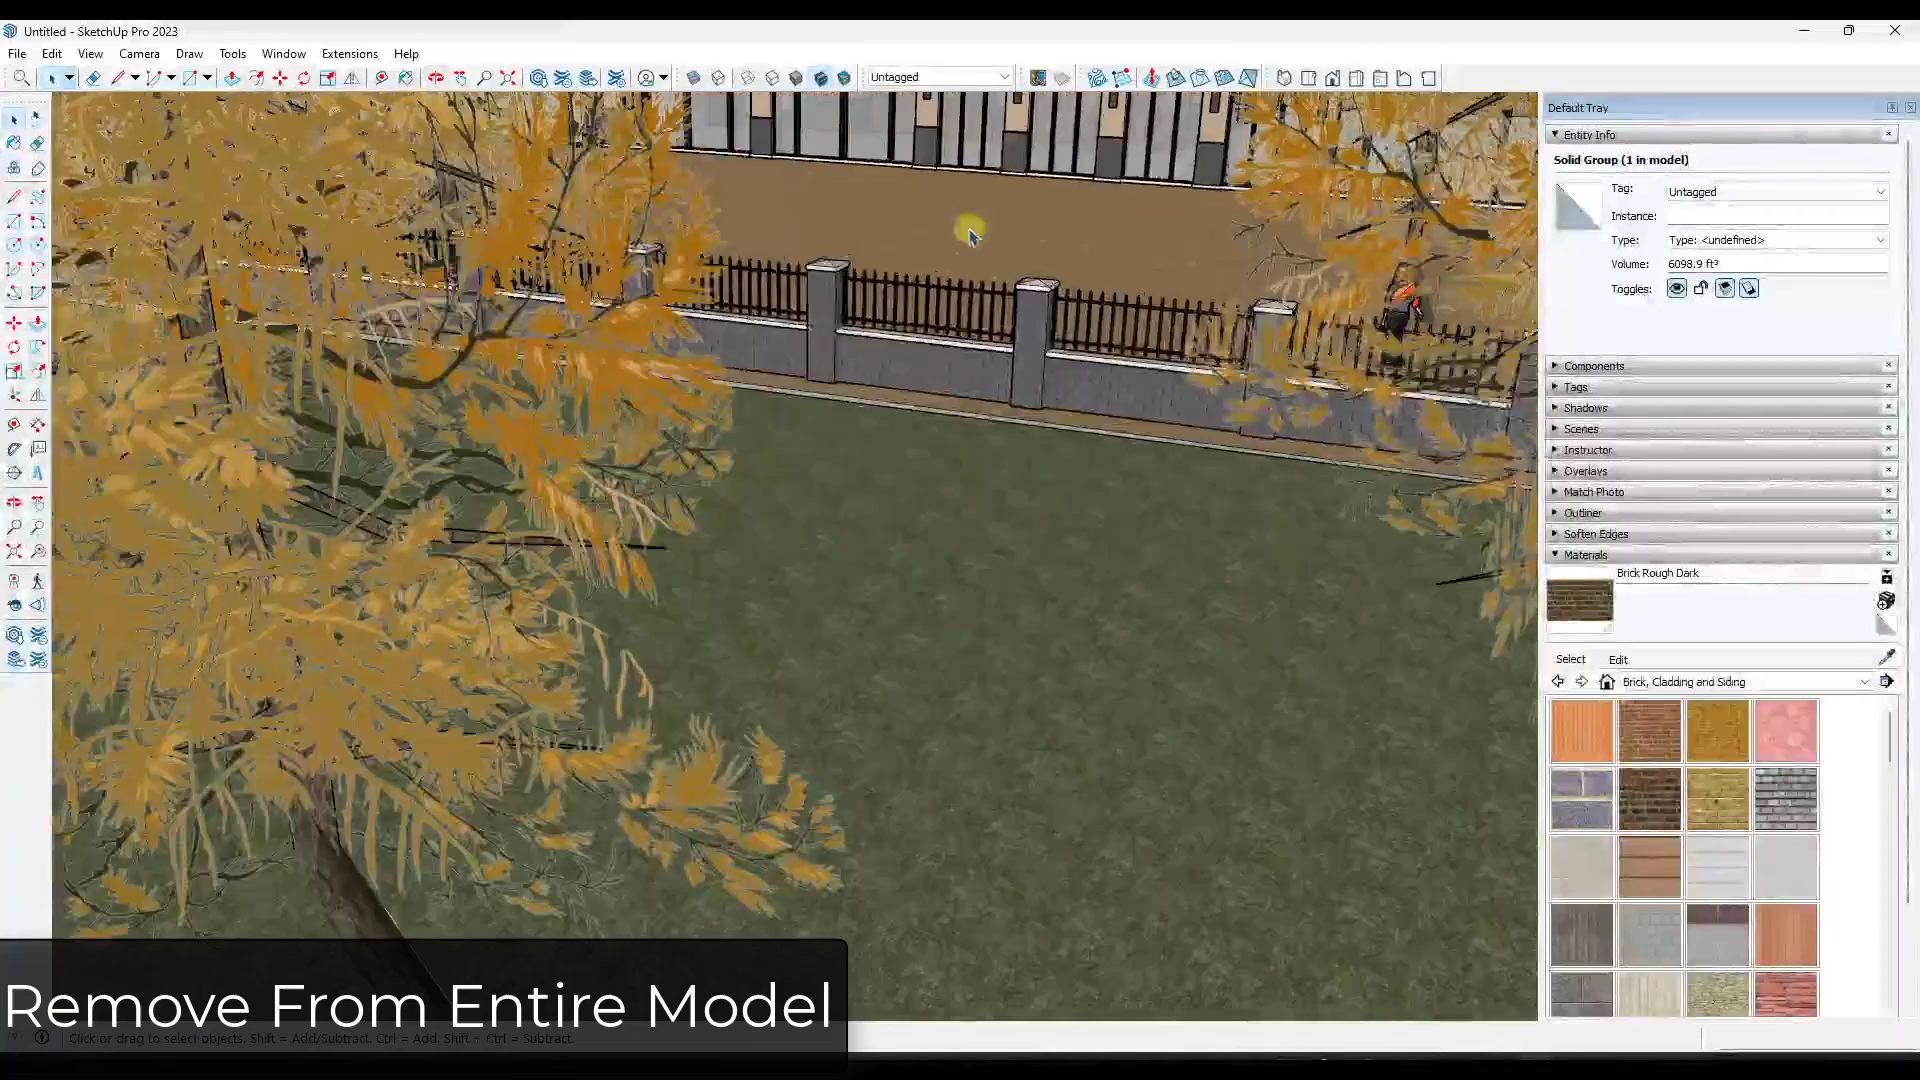 Untitled - SketchUp Pro 2023
File Edit View Camera Draw Tools Window Extensions Help
Untagged
Default Tray
Entity Info
Solid Group (1 in model)
Tag: Untagged
Instance:
Type: Type: <undefined>
Volume: 6098.9 ft³
Toggles:
Components
Tags
Shadows
Scenes
Instructor
Overlays
Match Photo
Outliner
Soften Edges
Materials
Brick Rough Dark
Select Edit
Brick, Cladding and Siding
Remove From Entire Model
Click or drag to select objects. Shift = Add/Subtract. Ctrl = Add. Shift + Ctrl = Subtract.